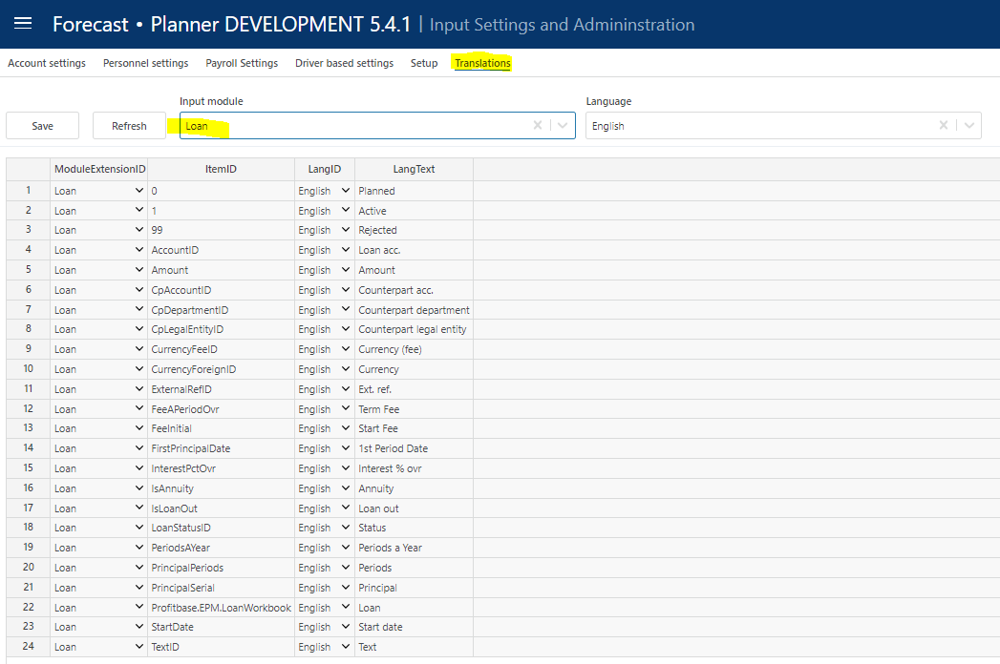 Forecast • Planner DEVELOPMENT 5.4.1 | Input Settings and Admininstration
Account settings Personnel settings Payroll Settings Driver based settings Setup Translations
Input module Language
Save Refresh Loan English
ModuleExtensionID ItemID LangID LangText
1 Loan 0 English Planned
2 Loan 1 English Active
3 Loan 99 English Rejected
4 Loan AccountID English Loan acc.
5 Loan Amount English Amount
6 Loan CpAccountID English Counterpart acc.
7 Loan CpDepartmentID English Counterpart department
8 Loan CpLegalEntityID English Counterpart legal entity
9 Loan CurrencyFeeID English Currency (fee)
10 Loan CurrencyForeignID English Currency
11 Loan ExternalRefID English Ext. ref.
12 Loan FeeAPeriodOvr English Term Fee
13 Loan FeeInitial English Start Fee
14 Loan FirstPrincipalDate English 1st Period Date
15 Loan InterestPctOvr English Interest % ovr
16 Loan IsAnnuity English Annuity
17 Loan IsLoanOut English Loan out
18 Loan LoanStatusID English Status
19 Loan PeriodsAYear English Periods a Year
20 Loan PrincipalPeriods English Periods
21 Loan PrincipalSerial English Principal
22 Loan Profitbase.EPM.LoanWorkbook English Loan
23 Loan StartDate English Start date
24 Loan TextID English Text